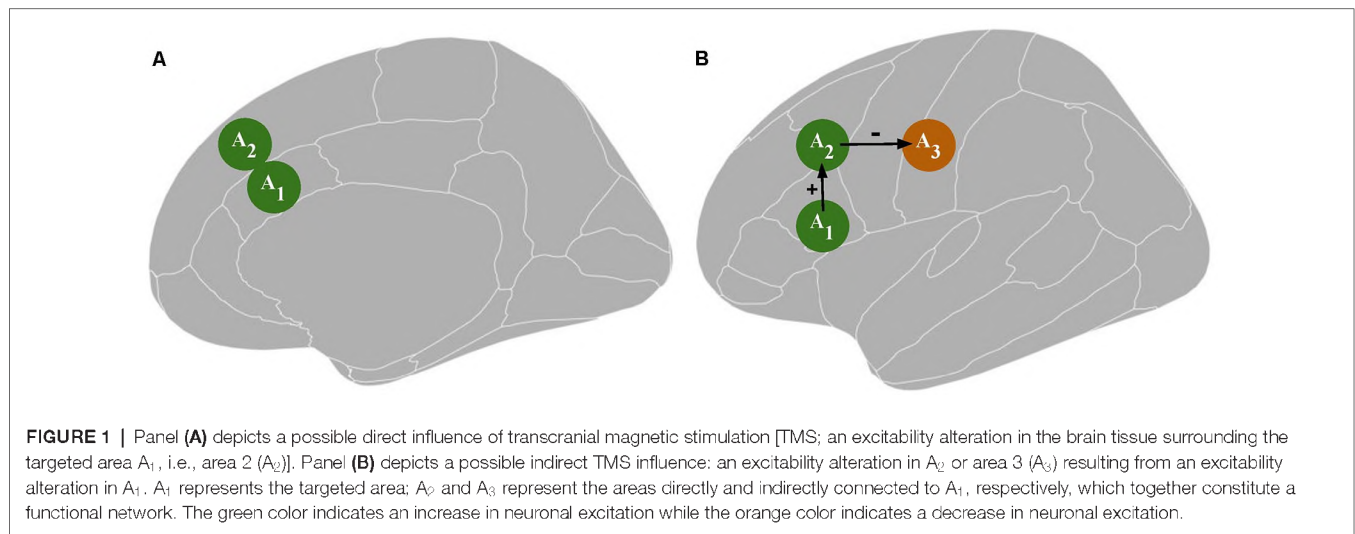 A
B
A₂
A₁
A₂
-
A₃
+
A₁
FIGURE 1 | Panel (A) depicts a possible direct influence of transcranial magnetic stimulation [TMS; an excitability alteration in the brain tissue surrounding the
targeted area A₁, i.e., area 2 (A₂)]. Panel (B) depicts a possible indirect TMS influence: an excitability alteration in A₂ or area 3 (A₃) resulting from an excitability
alteration in A₁. A₁ represents the targeted area; A₂ and A₃ represent the areas directly and indirectly connected to A₁, respectively, which together constitute a
functional network. The green color indicates an increase in neuronal excitation while the orange color indicates a decrease in neuronal excitation.